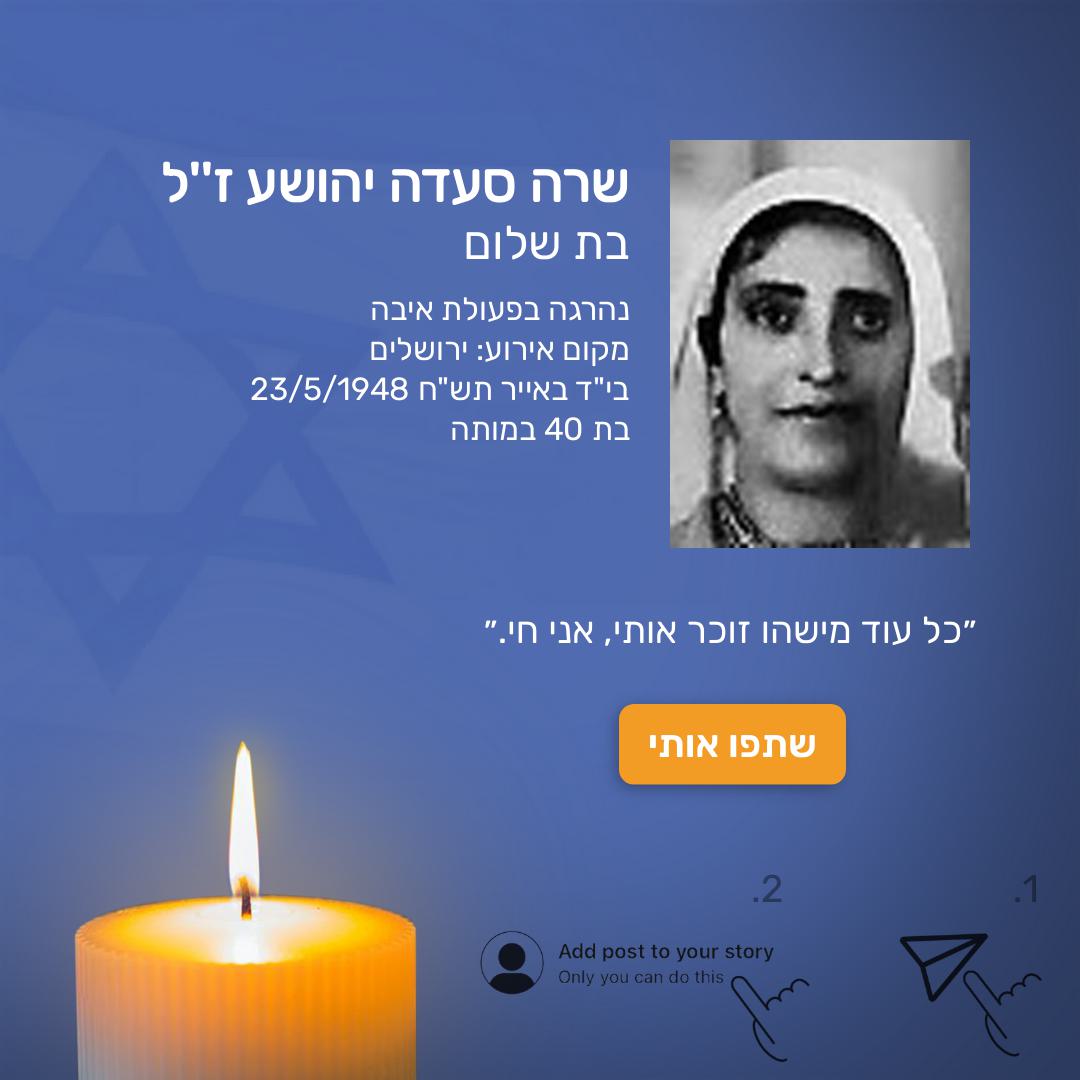 שרה סעדה יהושע ז"ל
בת שלום
נהרגה בפעולת איבה
מקום אירוע: ירושלים
בי"ד באייר תש"ח 23/5/1948
בת 40 במותה
״כל עוד מישהו זוכר אותי, אני חי.״
שתפו אותי
1.
2.
Add post to your story
Only you can do this